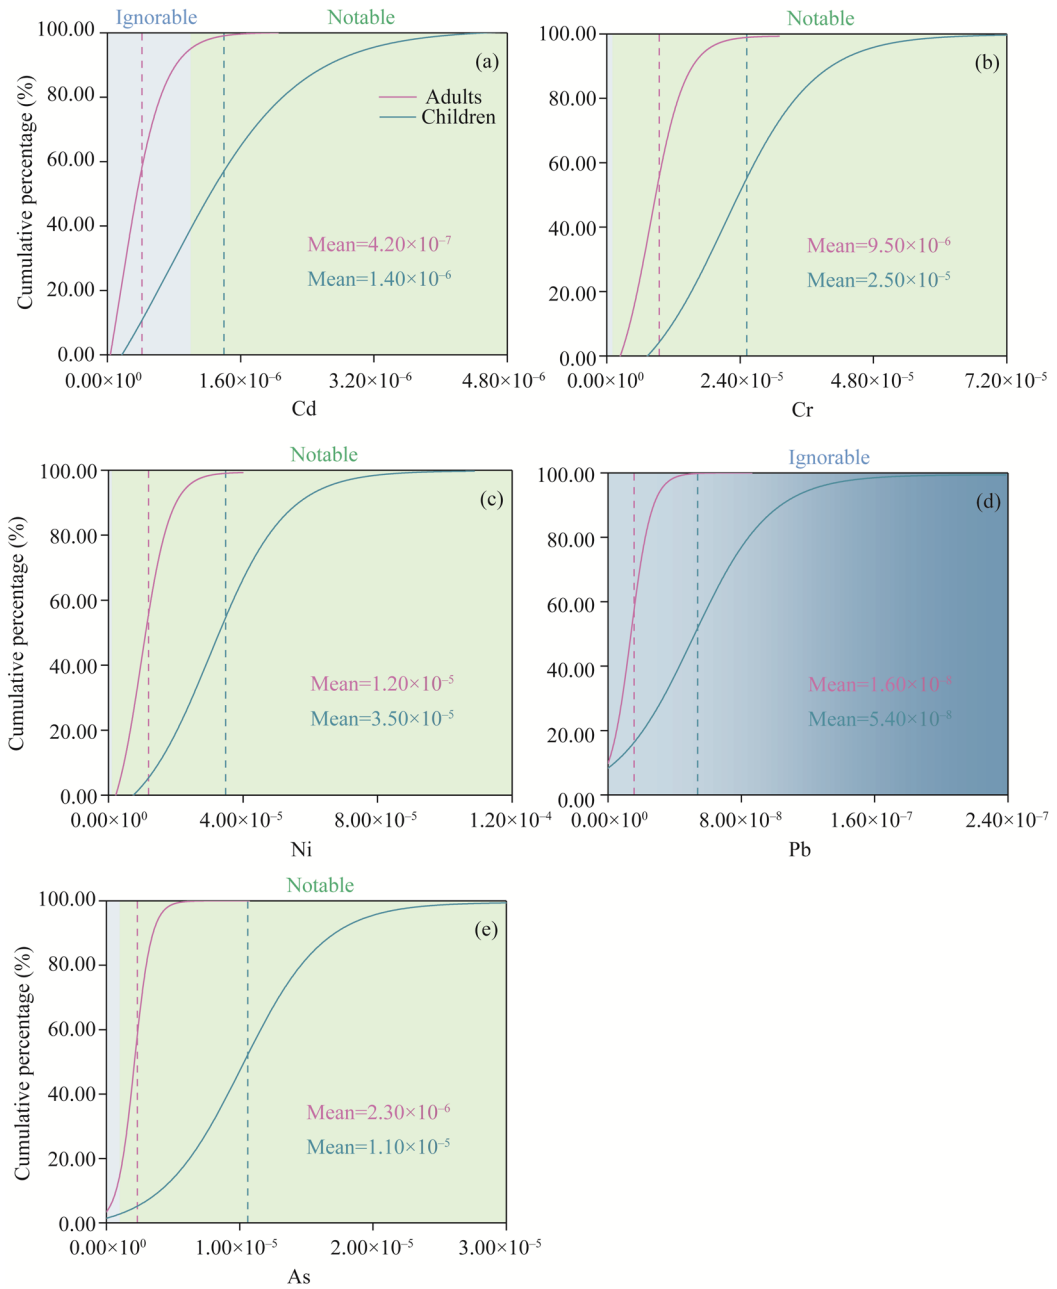 Ignorable
Notable
Cumulative percentage (%)
100.00
80.00
60.00
40.00
20.00
0.00
(a)
Adults
Children
Mean=4.20×10⁻⁷
Mean=1.40×10⁻⁶
0.00×10⁰
1.60×10⁻⁶
3.20×10⁻⁶
4.80×10⁻⁶
Cd
Notable
100.00
80.00
60.00
40.00
20.00
0.00
(b)
Mean=9.50×10⁻⁶
Mean=2.50×10⁻⁵
0.00×10⁰
2.40×10⁻⁵
4.80×10⁻⁵
7.20×10⁻⁵
Cr
Notable
Cumulative percentage (%)
100.00
80.00
60.00
40.00
20.00
0.00
(c)
Mean=1.20×10⁻⁵
Mean=3.50×10⁻⁵
0.00×10⁰
4.00×10⁻⁵
8.00×10⁻⁵
1.20×10⁻⁴
Ni
Ignorable
100.00
80.00
60.00
40.00
20.00
0.00
(d)
Mean=1.60×10⁻⁸
Mean=5.40×10⁻⁸
0.00×10⁰
8.00×10⁻⁸
1.60×10⁻⁷
2.40×10⁻⁷
Pb
Notable
Cumulative percentage (%)
100.00
80.00
60.00
40.00
20.00
0.00
(e)
Mean=2.30×10⁻⁶
Mean=1.10×10⁻⁵
0.00×10⁰
1.00×10⁻⁵
2.00×10⁻⁵
3.00×10⁻⁵
As